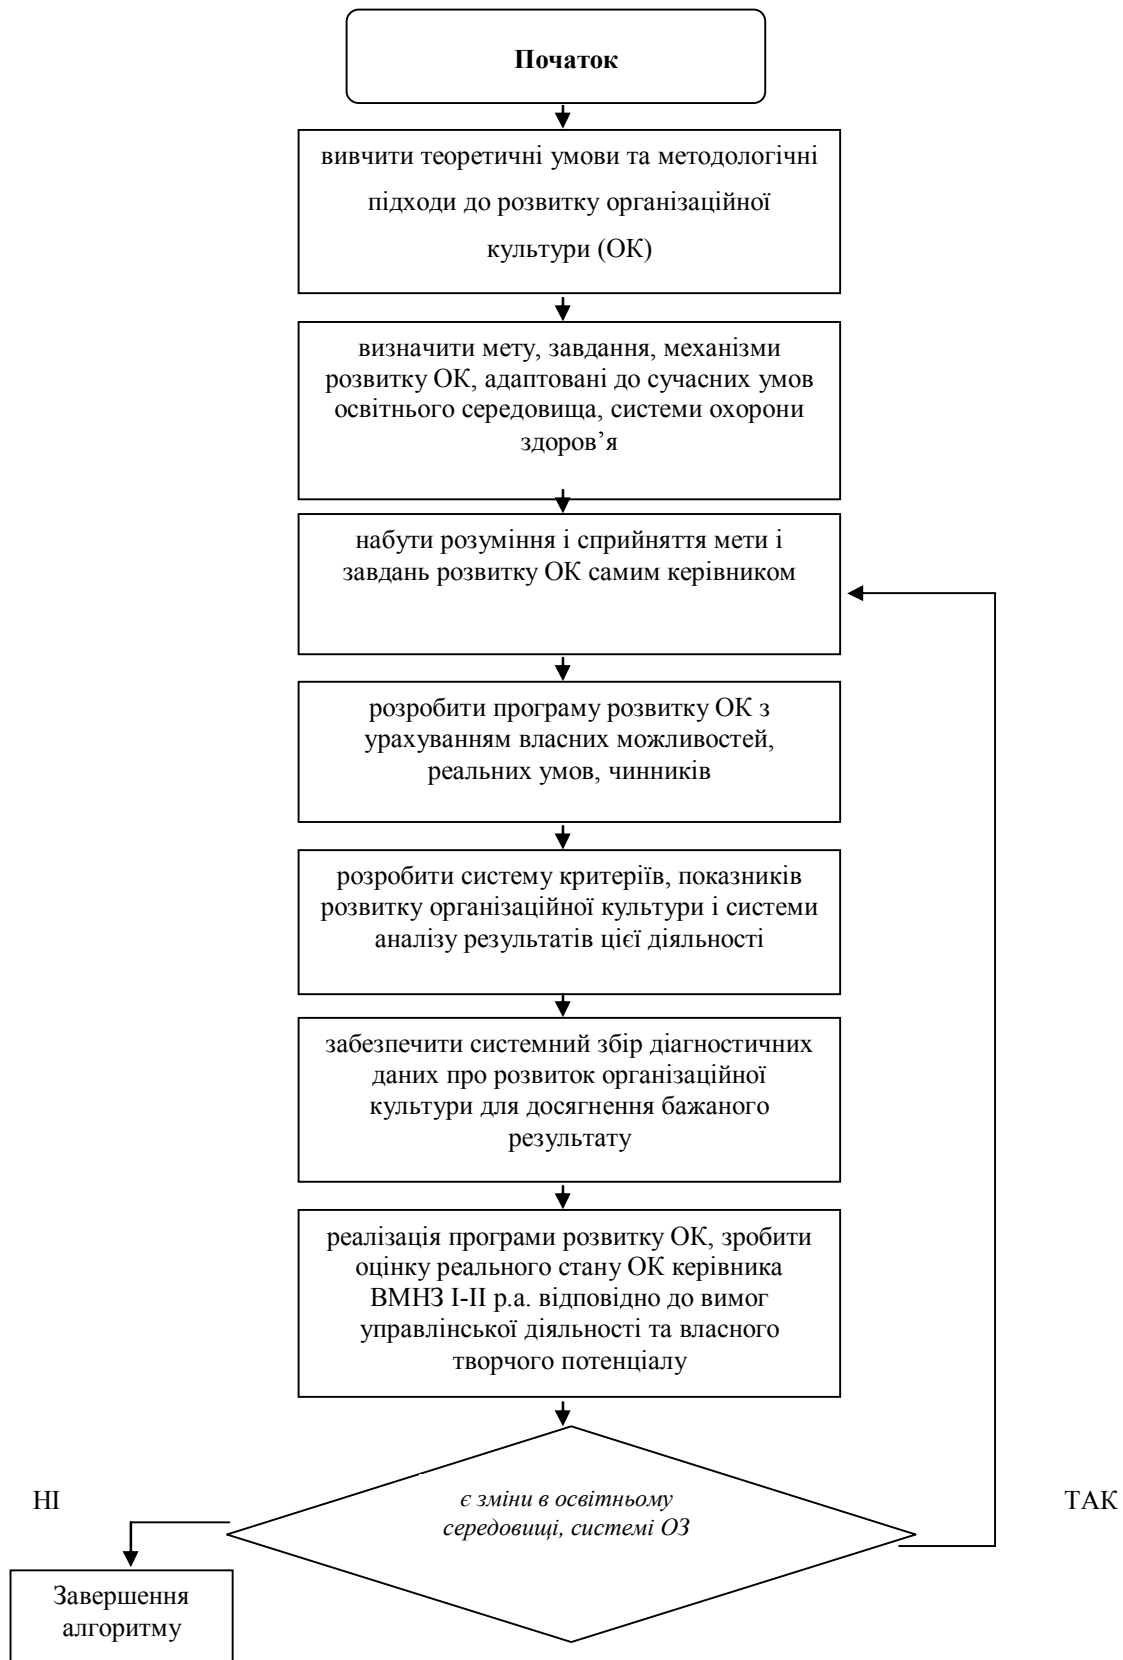 Початок
вивчити теоретичні умови та методологічні
підходи до розвитку організаційної
культури (ОК)
визначити мету, завдання, механізми
розвитку ОК, адаптовані до сучасних умов
освітнього середовища, системи охорони
здоров’я
набути розуміння і сприйняття мети і
завдань розвитку ОК самим керівником
розробити програму розвитку ОК з
урахуванням власних можливостей,
реальних умов, чинників
розробити систему критеріїв, показників
розвитку організаційної культури і системи
аналізу результатів цієї діяльності
забезпечити системний збір діагностичних
даних про розвиток організаційної
культури для досягнення бажаного
результату
реалізація програми розвитку ОК, зробити
оцінку реального стану ОК керівника
ВМНЗ І-ІІ р.а. відповідно до вимог
управлінської діяльності та власного
творчого потенціалу
є зміни в освітньому
середовищі, системі ОЗ
НІ
ТАК
Завершення
алгоритму